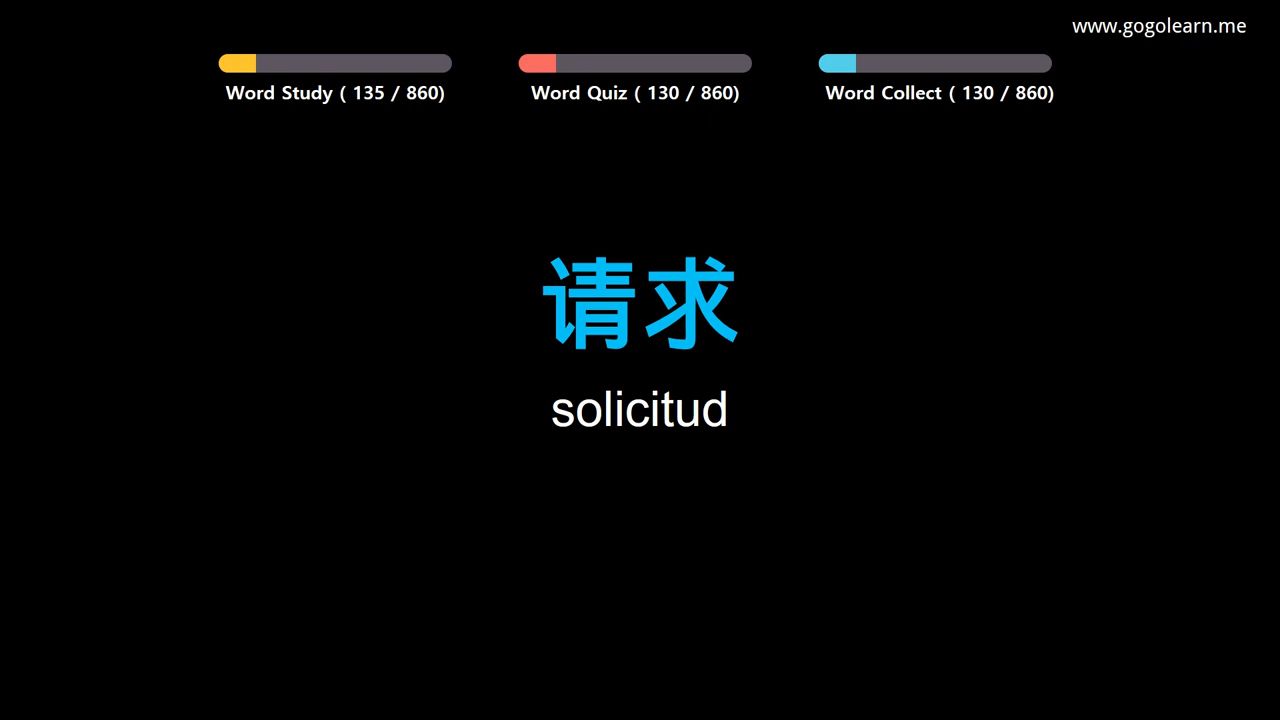 www.gogolearn.me
Word Study ( 135 / 860)
Word Quiz ( 130 / 860)
Word Collect ( 130 / 860)
请求
solicitud